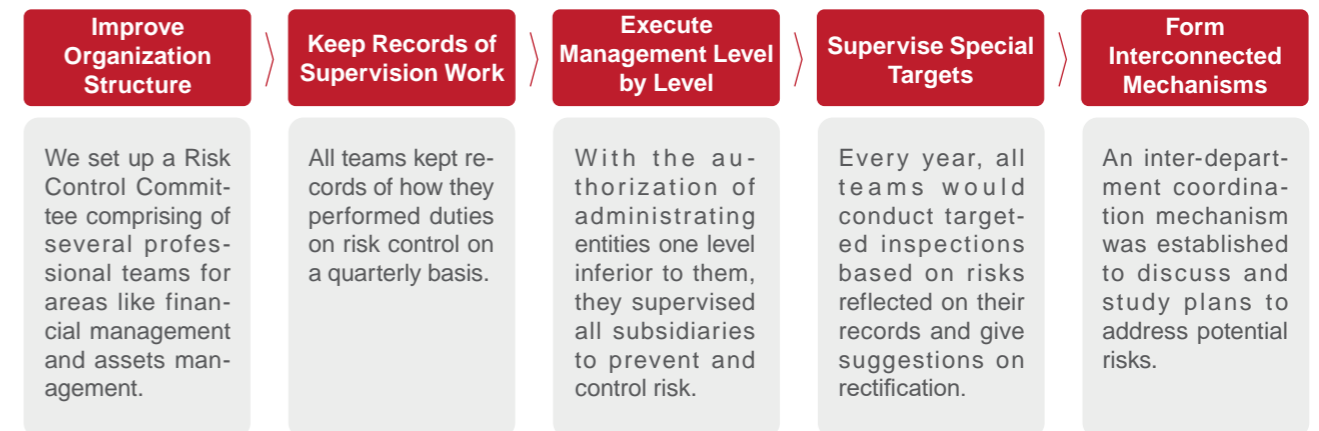 Improve
Organization
Structure
We set up a Risk
Control Commit-
tee comprising of
several profes-
sional teams for
areas like finan-
cial management
and assets man-
agement.
Keep Records of
Supervision Work
All teams kept re-
cords of how they
performed duties
on risk control on
a quarterly basis.
Execute
Management Level
by Level
With the au-
thorization of
administrating
entities one level
inferior to them,
they supervised
all subsidiaries
to prevent and
control risk.
Supervise Special
Targets
Every year, all
teams would
conduct target-
ed inspections
based on risks
reflected on their
records and give
suggestions on
rectification.
Form
Interconnected
Mechanisms
An inter-depart-
ment coordina-
tion mechanism
was established
to discuss and
study plans to
address potential
risks.